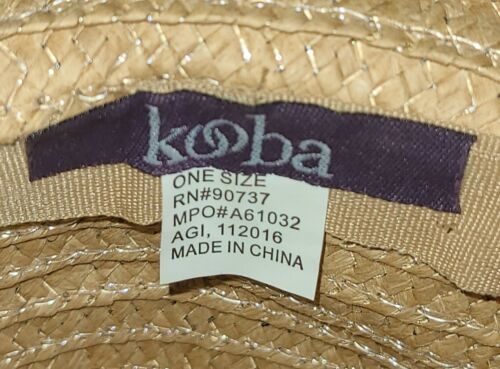 kooba
ONE SIZE
RN#90737
MPO#A61032
AGI, 112016
MADE IN CHINA